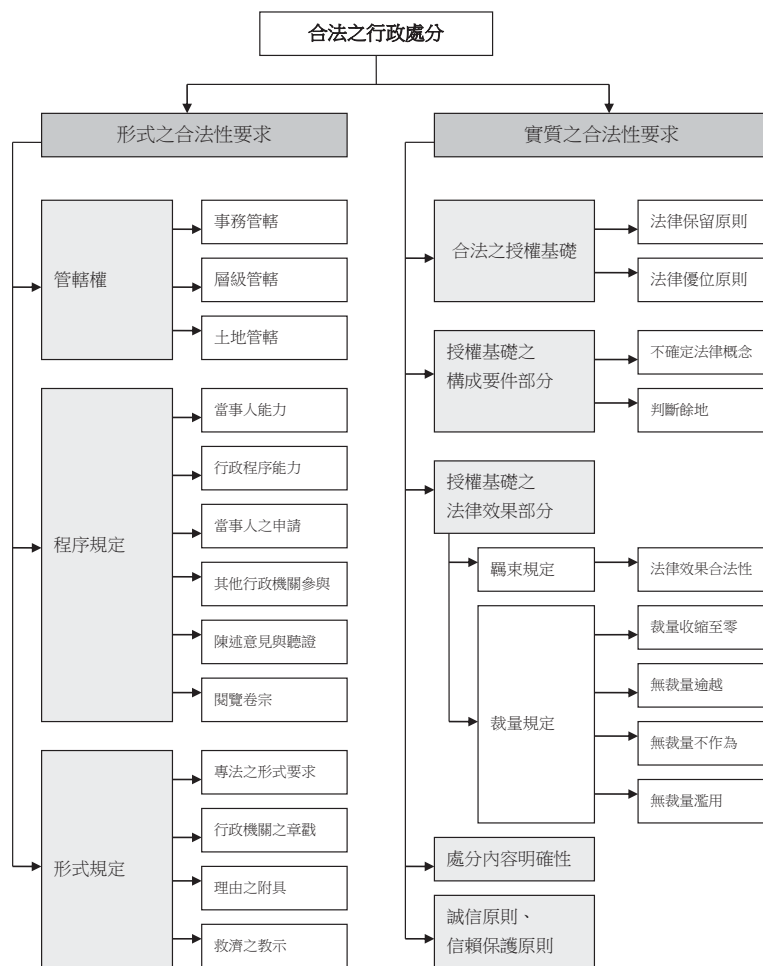 合法之行政處分
形式之合法性要求
管轄權
事務管轄
層級管轄
土地管轄
程序規定
當事人能力
行政程序能力
當事人之申請
其他行政機關參與
陳述意見與聽證
閱覽卷宗
形式規定
專法之形式要求
行政機關之章戳
理由之附具
救濟之教示
實質之合法性要求
合法之授權基礎
法律保留原則
法律優位原則
授權基礎之
構成要件部分
不確定法律概念
判斷餘地
授權基礎之
法律效果部分
羈束規定
法律效果合法性
裁量規定
裁量收縮至零
無裁量逾越
無裁量不作為
無裁量濫用
處分內容明確性
誠信原則、
信賴保護原則